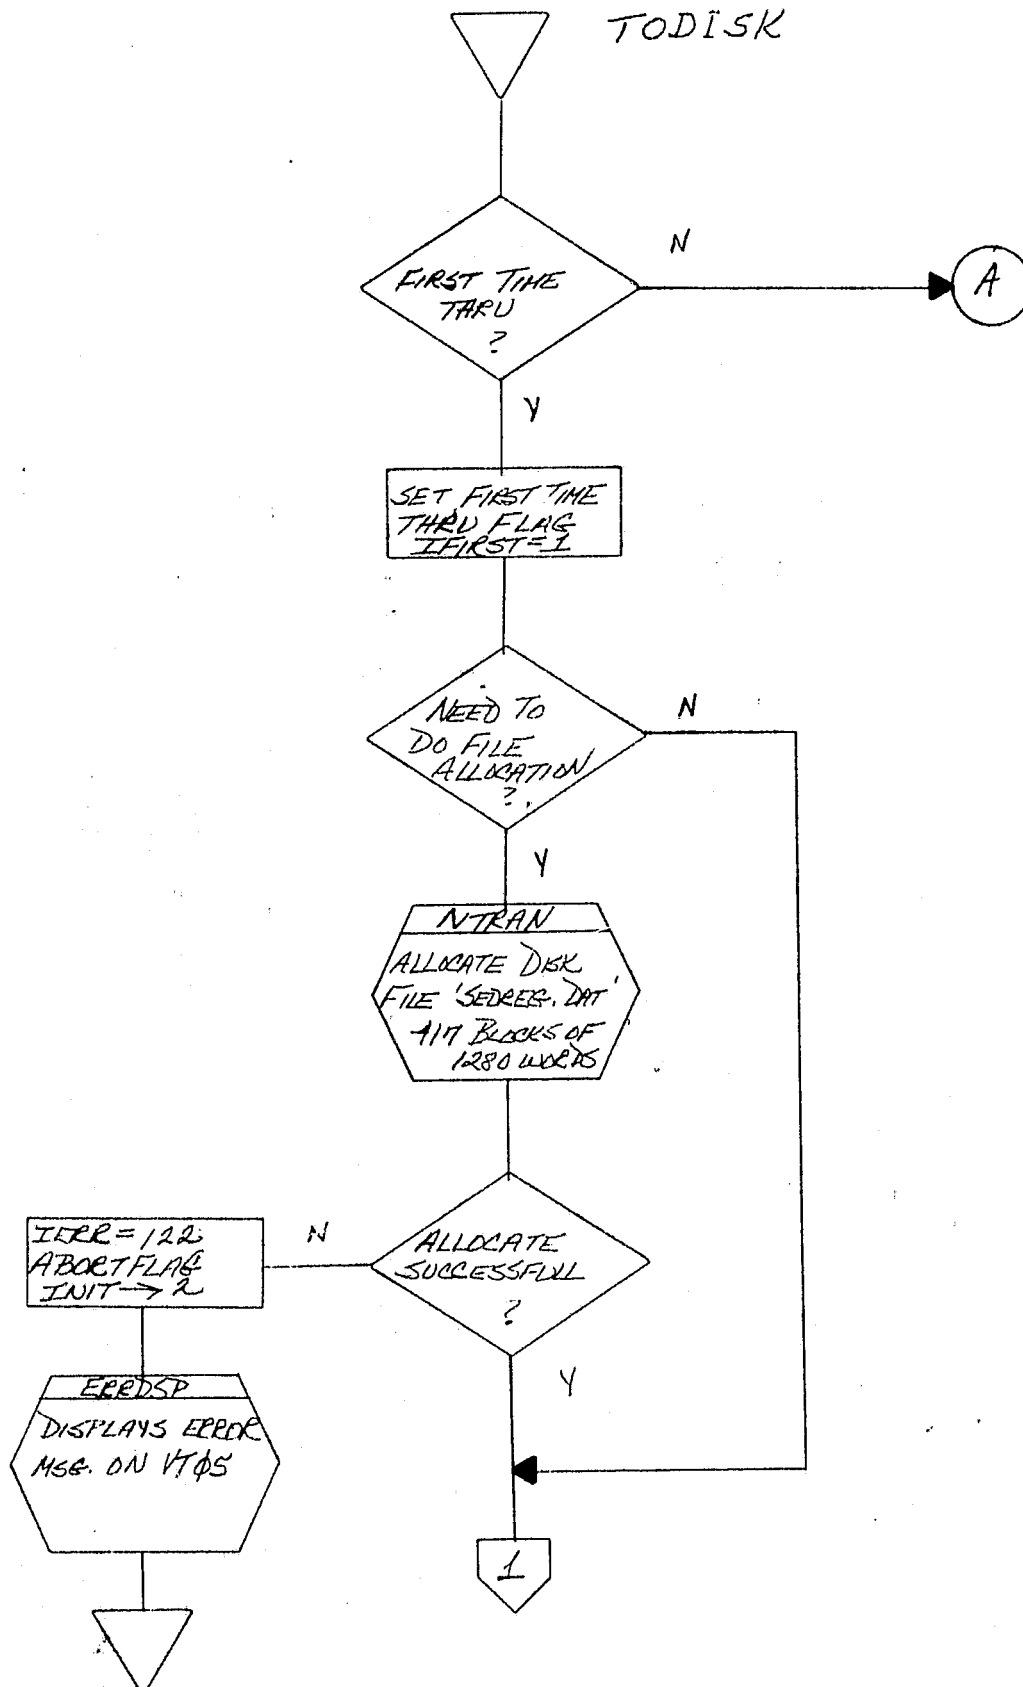 TODISK
FIRST TIME
THRU
?
N
A
Y
SET FIRST TIME
THRU FLAG
IFIRST=1
NEED TO
DO FILE
ALLOCATION
?
N
Y
NTRAN
ALLOCATE DISK
FILE 'SEDREG.DAT'
417 BLOCKS OF
1280 WORDS
ALLOCATE
SUCCESSFULL
?
N
IERR=122
ABORT FLAG
INIT→2
Y
ERRDSP
DISPLAYS ERROR
MSG. ON VTØ5
1